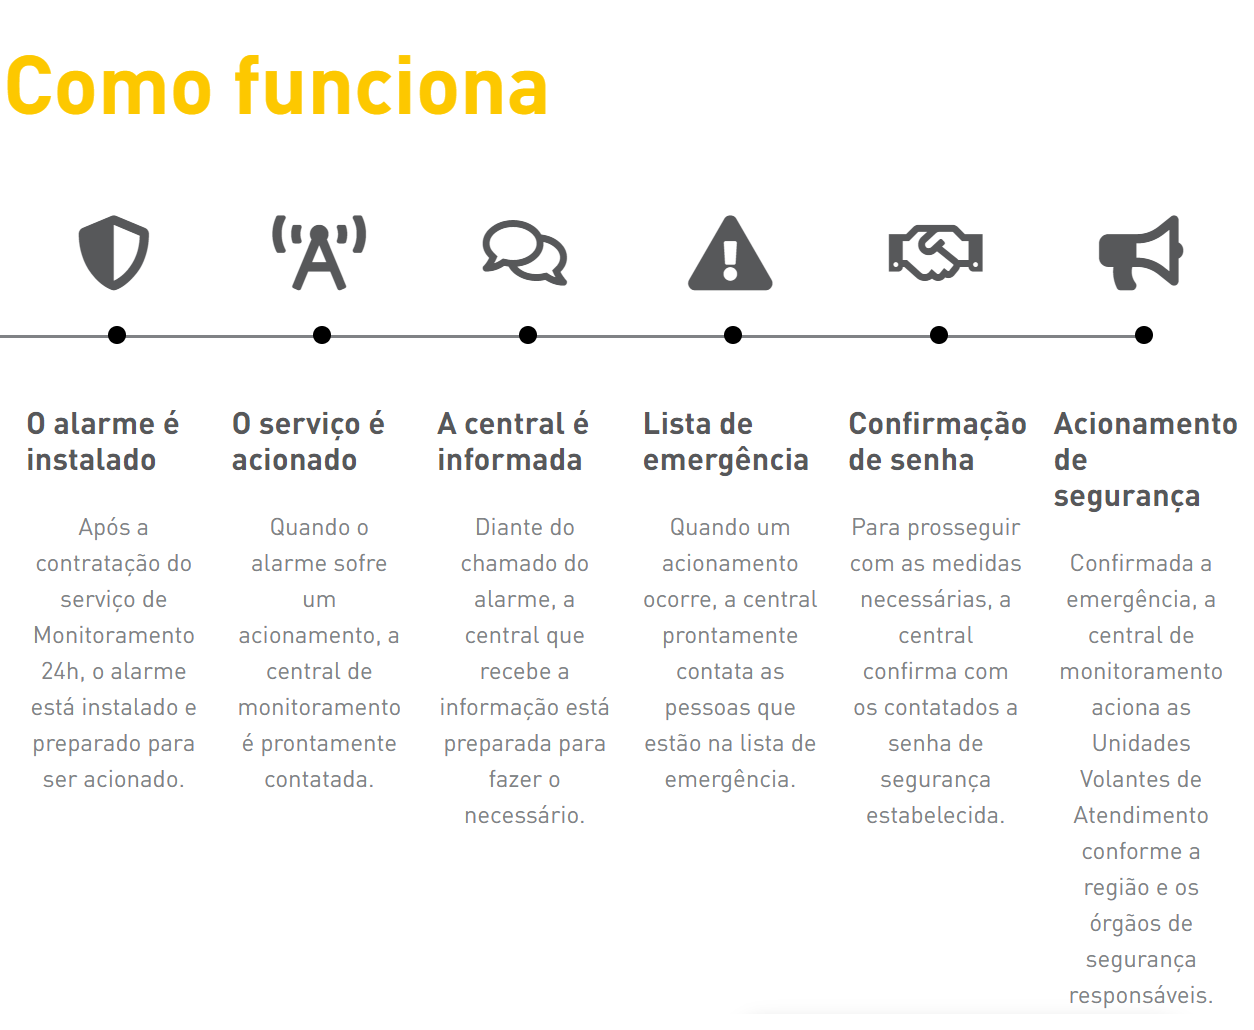 Como funciona
O alarme é
instalado
Após a
contratação do
serviço de
Monitoramento
24h, o alarme
está instalado e
preparado para
ser acionado.
O serviço é
acionado
Quando o
alarme sofre
um
acionamento, a
central de
monitoramento
é prontamente
contatada.
A central é
informada
Diante do
chamado do
alarme, a
central que
recebe a
informação está
preparada para
fazer o
necessário.
Lista de
emergência
Quando um
acionamento
ocorre, a central
prontamente
contata as
pessoas que
estão na lista de
emergência.
Confirmação
de senha
Para prosseguir
com as medidas
necessárias, a
central
confirma com
os contatados a
senha de
segurança
estabelecida.
Acionamento
de
segurança
Confirmada a
emergência, a
central de
monitoramento
aciona as
Unidades
Volantes de
Atendimento
conforme a
região e os
órgãos de
segurança
responsáveis.